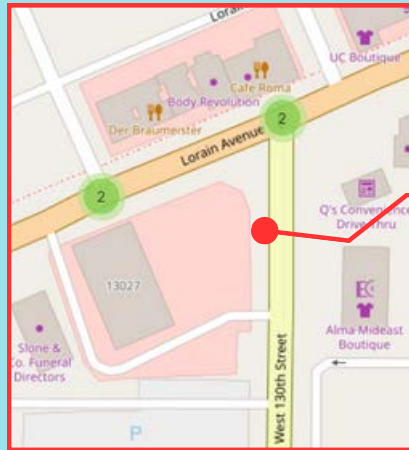 Lorain
UC Boutique
Cafe Roma
Body Revolution
Der Braumeister
2
Lorain Avenue
2
Q's Convenience
Drive Thru
13027
Alma Mideast
Boutique
Slone &
Co. Funeral
Directors
West 130th Street
P